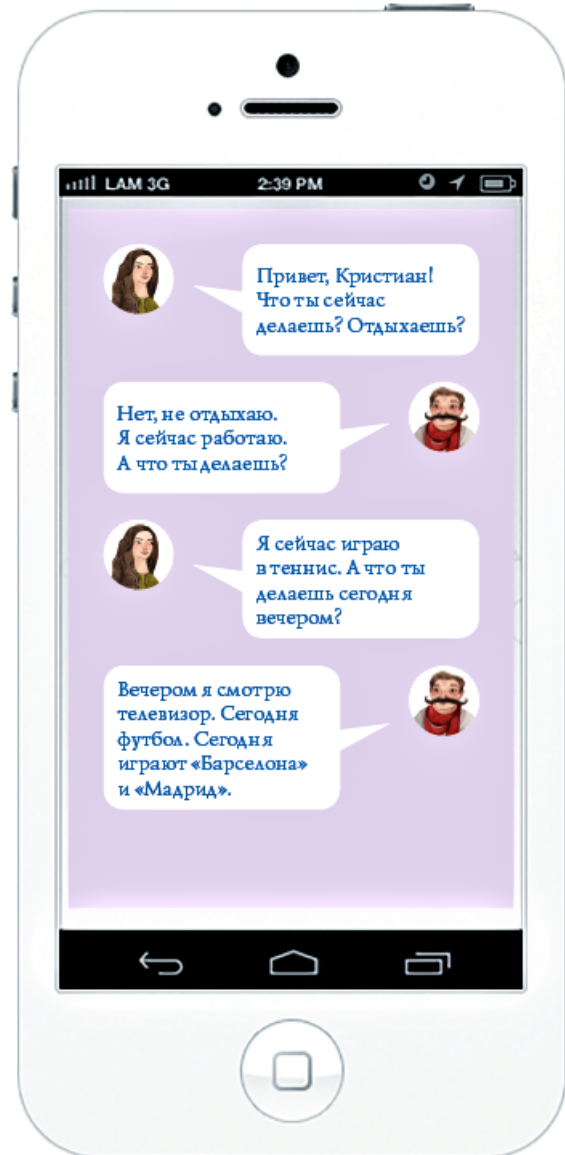 LAM 3G 2:39 PM
Привет, Кристиан!
Что ты сейчас
делаешь? Отдыхаешь?
Нет, не отдыхаю.
Я сейчас работаю.
А что ты делаешь?
Я сейчас играю
в теннис. А что ты
делаешь сегодня
вечером?
Вечером я смотрю
телевизор. Сегодня
футбол. Сегодня
играют «Барселона»
и «Мадрид».